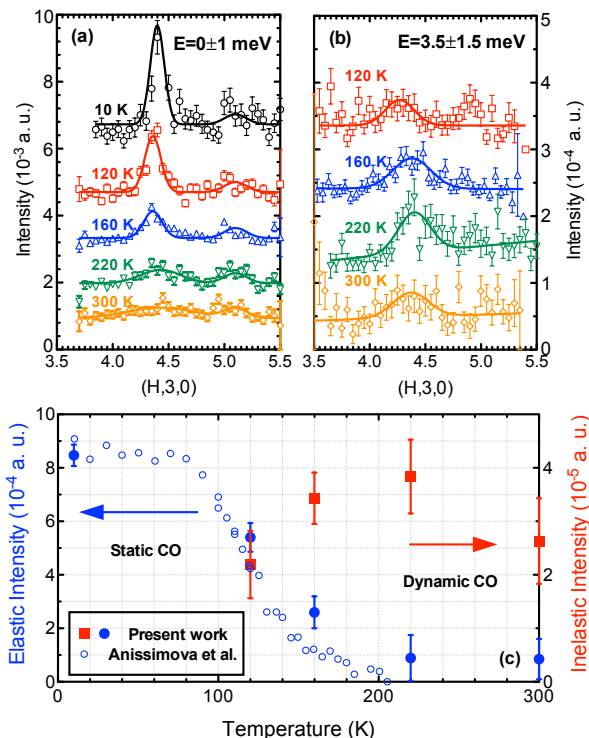 (a)
E=0±1 meV
10 K
120 K
160 K
220 K
300 K
Intensity (10-3 a. u.)
10
8
6
4
2
0
3.5
4.0
4.5
5.0
5.5
(H,3,0)
(b)
E=3.5±1.5 meV
120 K
160 K
220 K
300 K
Intensity (10-4 a. u.)
5
4
3
2
1
0
3.5
4.0
4.5
5.0
5.5
(H,3,0)
Elastic Intensity (10-4 a. u.)
10
8
6
4
2
0
Static CO
Dynamic CO
Present work
Anissimova et al.
(c)
Inelastic Intensity (10-5 a. u.)
4
2
0
0
100
200
300
Temperature (K)